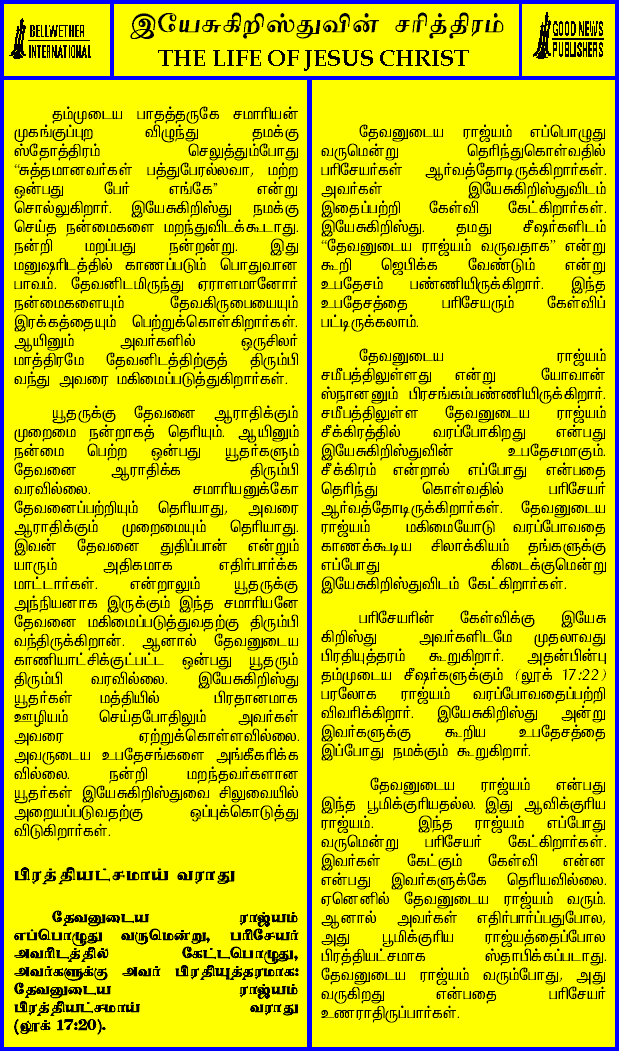 BELLWETHER
INTERNATIONAL
இயேசுகிறிஸ்துவின் சரித்திரம்
THE LIFE OF JESUS CHRIST
GOOD NEWS
PUBLISHERS
தம்முடைய பாதத்தருகே சமாரியன்
முகங்குப்புற விழுந்து தமக்கு
ஸ்தோத்திரம் செலுத்தும்போது
“சுத்தமானவர்கள் பத்துபேரல்லவா, மற்ற
ஒன்பது பேர் எங்கே” என்று
சொல்லுகிறார். இயேசுகிறிஸ்து நமக்கு
செய்த நன்மைகளை மறந்துவிடக்கூடாது.
நன்றி மறப்பது நன்றன்று. இது
மனுஷரிடத்தில் காணப்படும் பொதுவான
பாவம். தேவனிடமிருந்து ஏராளமானோர்
நன்மைகளையும் தேவகிருபையையும்
இரக்கத்தையும் பெற்றுக்கொள்கிறார்கள்.
ஆயினும் அவர்களில் ஒருசிலர்
மாத்திரமே தேவனிடத்திற்குத் திரும்பி
வந்து அவரை மகிமைப்படுத்துகிறார்கள்.
யூதருக்கு தேவனை ஆராதிக்கும்
முறைமை நன்றாகத் தெரியும். ஆயினும்
நன்மை பெற்ற ஒன்பது யூதர்களும்
தேவனை ஆராதிக்க திரும்பி
வரவில்லை. சமாரியனுக்கோ
தேவனைப்பற்றியும் தெரியாது, அவரை
ஆராதிக்கும் முறைமையும் தெரியாது.
இவன் தேவனை துதிப்பான் என்றும்
யாரும் அதிகமாக எதிர்பார்க்க
மாட்டார்கள். என்றாலும் யூதருக்கு
அந்நியனாக இருக்கும் இந்த சமாரியனே
தேவனை மகிமைப்படுத்துவதற்கு திரும்பி
வந்திருக்கிறான். ஆனால் தேவனுடைய
காணியாட்சிக்குட்பட்ட ஒன்பது யூதரும்
திரும்பி வரவில்லை. இயேசுகிறிஸ்து
யூதர்கள் மத்தியில் பிரதானமாக
ஊழியம் செய்தபோதிலும் அவர்கள்
அவரை ஏற்றுக்கொள்ளவில்லை.
அவருடைய உபதேசங்களை அங்கீகரிக்க
வில்லை. நன்றி மறந்தவர்களான
யூதர்கள் இயேசுகிறிஸ்துவை சிலுவையில்
அறையப்படுவதற்கு ஒப்புக்கொடுத்து
விடுகிறார்கள்.
பிரத்தியட்சமாய் வராது
தேவனுடைய ராஜ்யம்
எப்பொழுது வருமென்று, பரிசேயர்
அவரிடத்தில் கேட்டபொழுது,
அவர்களுக்கு அவர் பிரதியுத்தரமாக:
தேவனுடைய ராஜ்யம்
பிரத்தியட்சமாய் வராது
(லூக் 17:20).
தேவனுடைய ராஜ்யம் எப்பொழுது
வருமென்று தெரிந்துகொள்வதில்
பரிசேயர்கள் ஆர்வத்தோடிருக்கிறார்கள்.
அவர்கள் இயேசுகிறிஸ்துவிடம்
இதைப்பற்றி கேள்வி கேட்கிறார்கள்.
இயேசுகிறிஸ்து. தமது சீஷர்களிடம்
“தேவனுடைய ராஜ்யம் வருவதாக” என்று
கூறி ஜெபிக்க வேண்டும் என்று
உபதேசம் பண்ணியிருக்கிறார். இந்த
உபதேசத்தை பரிசேயரும் கேள்விப்
பட்டிருக்கலாம்.
தேவனுடைய ராஜ்யம்
சமீபத்திலுள்ளது என்று யோவான்
ஸ்நானனும் பிரசங்கம்பண்ணியிருக்கிறார்.
சமீபத்திலுள்ள தேவனுடைய ராஜ்யம்
சீக்கிரத்தில் வரப்போகிறது என்பது
இயேசுகிறிஸ்துவின் உபதேசமாகும்.
சீக்கிரம் என்றால் எப்போது என்பதை
தெரிந்து கொள்வதில் பரிசேயர்
ஆர்வத்தோடிருக்கிறார்கள். தேவனுடைய
ராஜ்யம் மகிமையோடு வரப்போவதை
காணக்கூடிய சிலாக்கியம் தங்களுக்கு
எப்போது கிடைக்குமென்று
இயேசுகிறிஸ்துவிடம் கேட்கிறார்கள்.
பரிசேயரின் கேள்விக்கு இயேசு
கிறிஸ்து அவர்களிடமே முதலாவது
பிரதியுத்தரம் கூறுகிறார். அதன்பின்பு
தம்முடைய சீஷர்களுக்கும் (லூக் 17:22)
பரலோக ராஜ்யம் வரப்போவதைப்பற்றி
விவரிக்கிறார். இயேசுகிறிஸ்து அன்று
இவர்களுக்கு கூறிய உபதேசத்தை
இப்போது நமக்கும் கூறுகிறார்.
தேவனுடைய ராஜ்யம் என்பது
இந்த பூமிக்குரியதல்ல. இது ஆவிக்குரிய
ராஜ்யம். இந்த ராஜ்யம் எப்போது
வருமென்று பரிசேயர் கேட்கிறார்கள்.
இவர்கள் கேட்கும் கேள்வி என்ன
என்பது இவர்களுக்கே தெரியவில்லை.
ஏனெனில் தேவனுடைய ராஜ்யம் வரும்.
ஆனால் அவர்கள் எதிர்பார்ப்பதுபோல,
அது பூமிக்குரிய ராஜ்யத்தைப்போல
பிரத்தியட்சமாக ஸ்தாபிக்கப்படாது.
தேவனுடைய ராஜ்யம் வரும்போது, அது
வருகிறது என்பதை பரிசேயர்
உணராதிருப்பார்கள்.